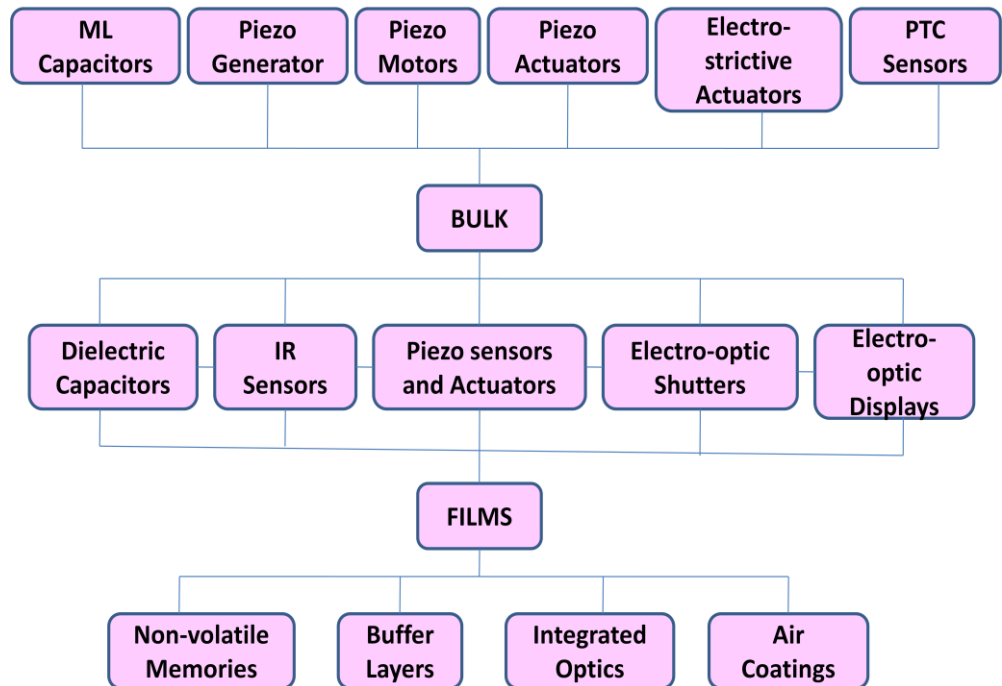 ML
Capacitors
Piezo
Generator
Piezo
Motors
Piezo
Actuators
Electro-
strictive
Actuators
PTC
Sensors
BULK
Dielectric
Capacitors
IR
Sensors
Piezo sensors
and Actuators
Electro-optic
Shutters
Electro-
optic
Displays
FILMS
Non-volatile
Memories
Buffer
Layers
Integrated
Optics
Air
Coatings